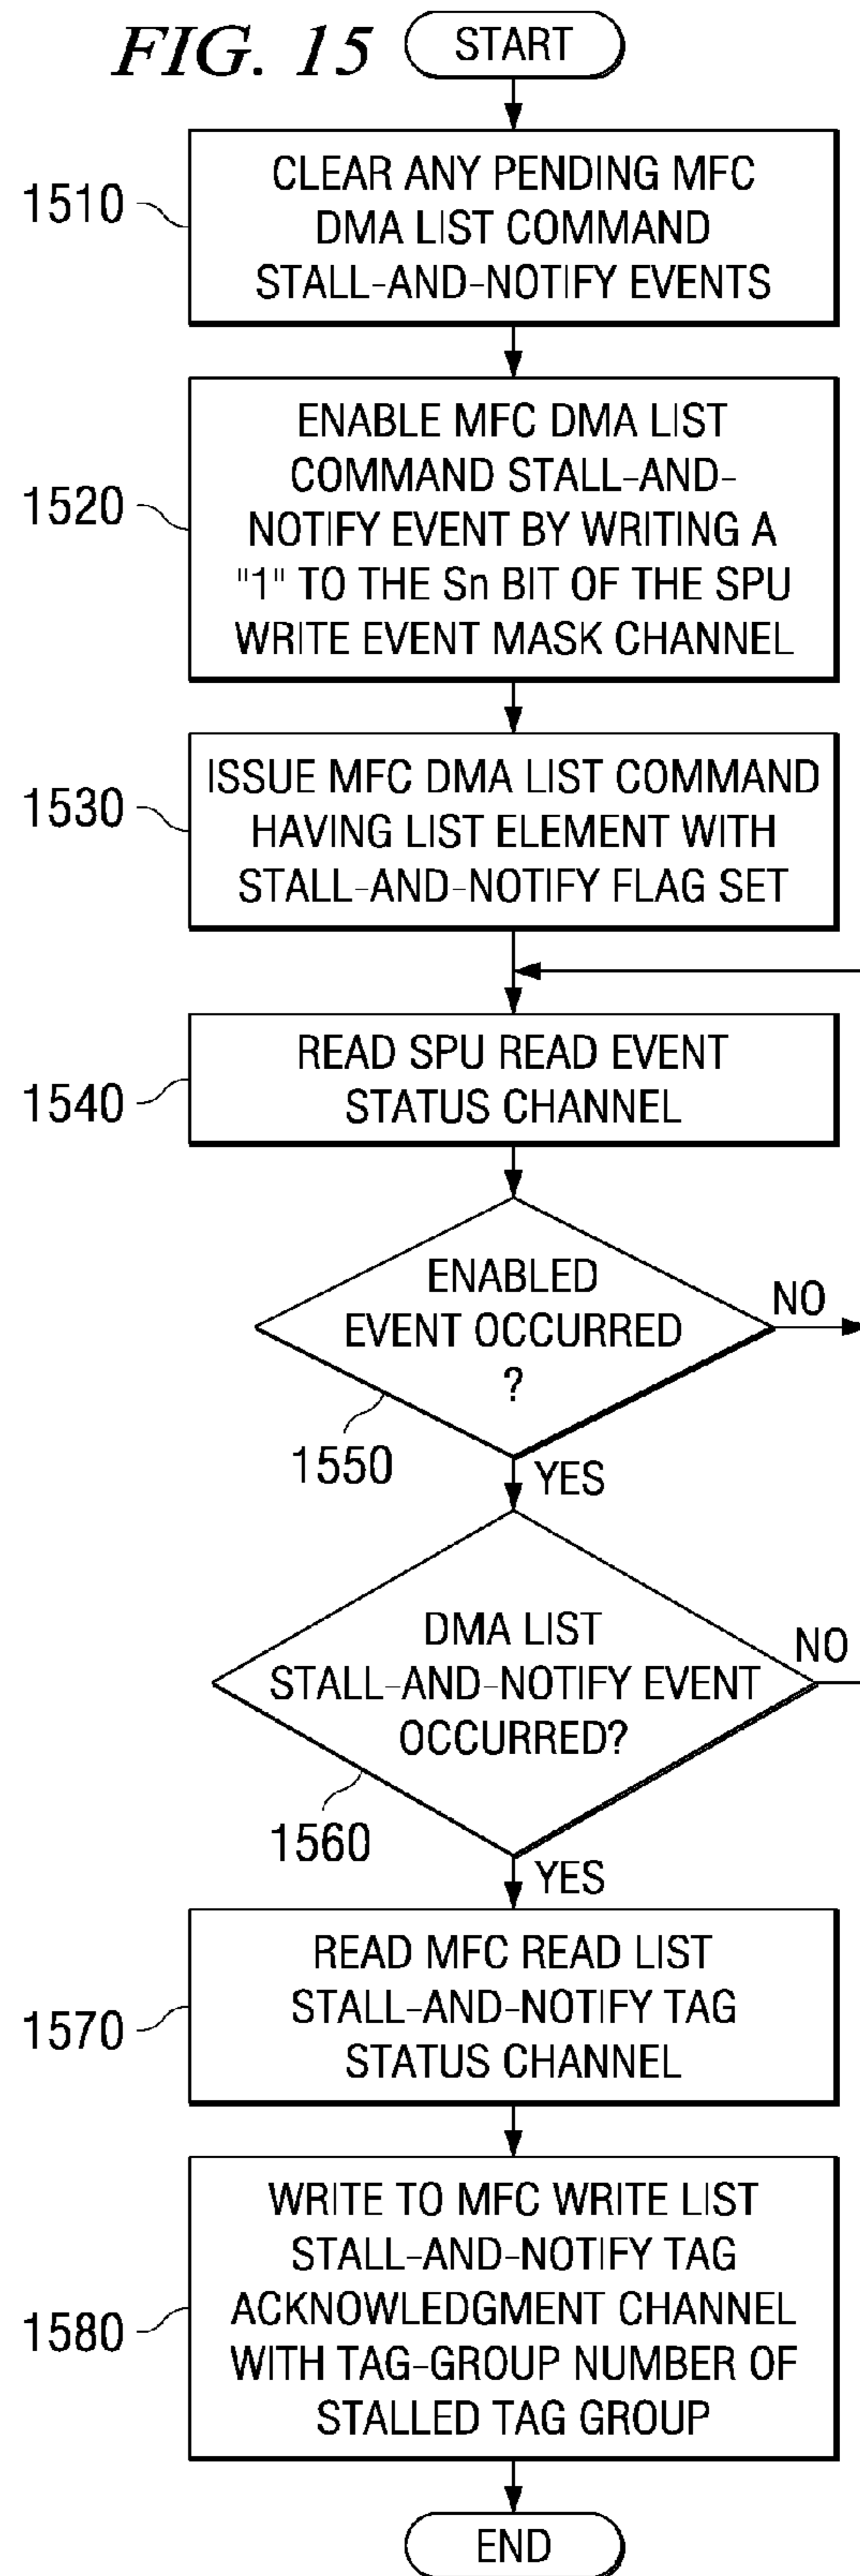 FIG. 15
START
1510
CLEAR ANY PENDING MFC
DMA LIST COMMAND
STALL-AND-NOTIFY EVENTS
1520
ENABLE MFC DMA LIST
COMMAND STALL-AND-
NOTIFY EVENT BY WRITING A
"1" TO THE Sn BIT OF THE SPU
WRITE EVENT MASK CHANNEL
1530
ISSUE MFC DMA LIST COMMAND
HAVING LIST ELEMENT WITH
STALL-AND-NOTIFY FLAG SET
1540
READ SPU READ EVENT
STATUS CHANNEL
ENABLED
EVENT OCCURRED
?
NO
1550
YES
DMA LIST
STALL-AND-NOTIFY EVENT
OCCURRED?
NO
1560
YES
1570
READ MFC READ LIST
STALL-AND-NOTIFY TAG
STATUS CHANNEL
1580
WRITE TO MFC WRITE LIST
STALL-AND-NOTIFY TAG
ACKNOWLEDGMENT CHANNEL
WITH TAG-GROUP NUMBER OF
STALLED TAG GROUP
END